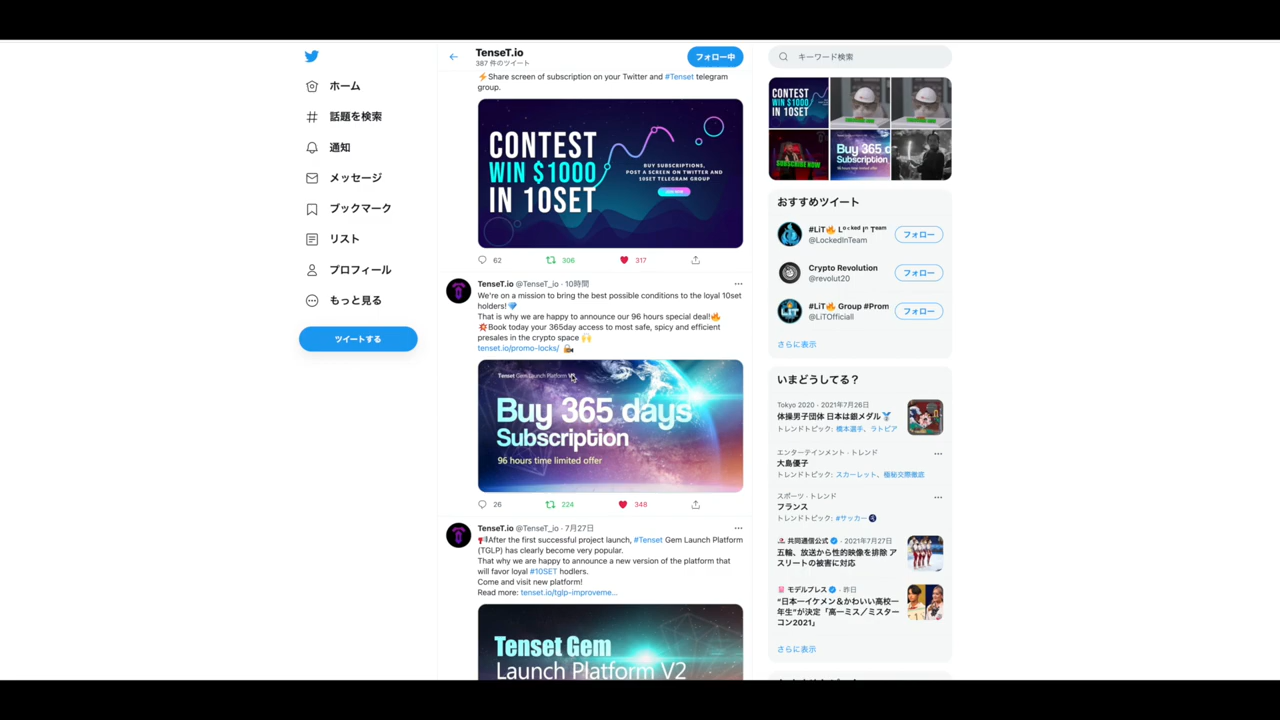 TenseT.io
387 件のツイート
フォロー中
キーワード検索
ホーム
話題を検索
通知
メッセージ
ブックマーク
リスト
プロフィール
もっと見る
ツイートする
⚡Share screen of subscription on your Twitter and #Tenset telegram
group.
CONTEST
WIN $1000
IN 10SET
BUY SUBSCRIPTIONS,
POST A SCREEN ON TWITTER AND
10SET TELEGRAM GROUP
62 306 317
TenseT.io @TenseT_io · 10時間
We're on a mission to bring the best possible conditions to the loyal 10set
holders!💎
That is why we are happy to announce our 96 hours special deal!🔥
💥Book today your 365day access to most safe, spicy and efficient
presales in the crypto space 🙌
tenset.io/promo-locks/ 🔐
Tenset Gem Launch Platform
Buy 365 days
Subscription
96 hours time limited offer
26 224 348
TenseT.io @TenseT_io · 7月27日
📢After the first successful project launch, #Tenset Gem Launch Platform
(TGLP) has clearly become very popular.
That why we are happy to announce a new version of the platform that
will favor loyal #10SET hodlers.
Come and visit new platform!
Read more: tenset.io/tglp-improveme...
Tenset Gem
Launch Platform V2
CONTEST
WIN $1000
IN 10SET
SUBSCRIBE NOW
Buy 365 d
Subscription
96 hours time limited offer
おすすめツイート
#LiT🔥 Lᵒᶜᵏᵉᵈ Iⁿ Tᵉᵃᵐ
@LockedInTeam
フォロー
Crypto Revolution
@revolut20
フォロー
#LiT🔥 Group #Prom
@LiTOfficiall
フォロー
さらに表示
いまどうしてる？
Tokyo 2020 · 2021年7月26日
体操男子団体 日本は銀メダル🥈
トレンドトピック: 橋本選手、ラトビア
エンターテインメント · トレンド
大島優子
トレンドトピック: スカーレット、極秘交際徹底
スポーツ · トレンド
フランス
トレンドトピック: #サッカー
共同通信公式 · 2021年7月27日
五輪、放送から性的映像を排除 ア
スリートの被害に対応
モデルプレス · 昨日
“日本一イケメン＆かわいい高校一
年生”が決定「高一ミス／ミスター
コン2021」
さらに表示